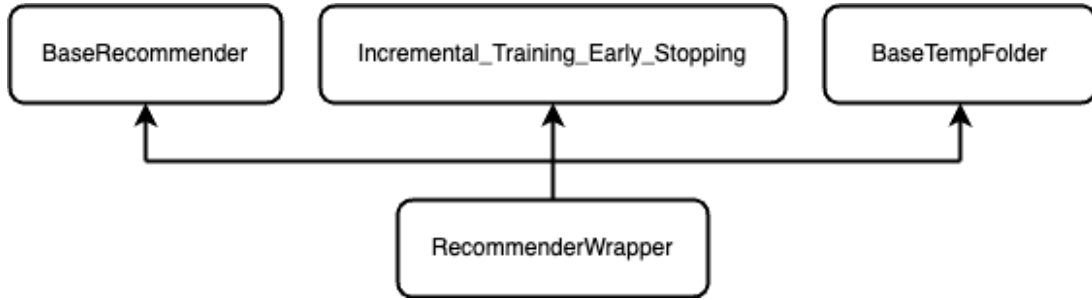 BaseRecommender
Incremental_Training_Early_Stopping
BaseTempFolder
RecommenderWrapper